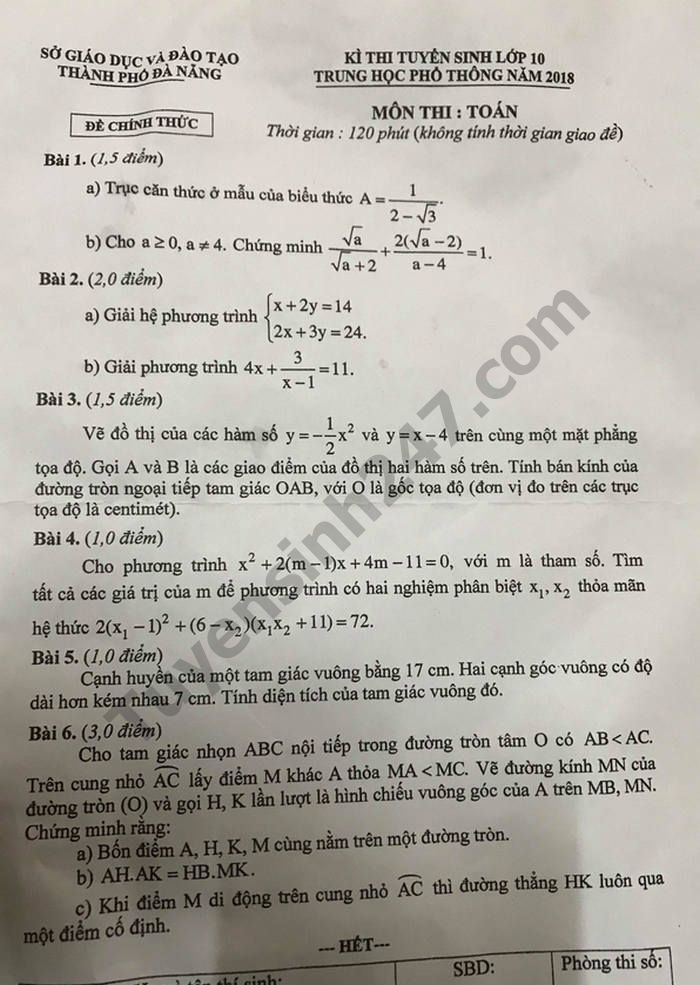 SỞ GIÁO DỤC VÀ ĐÀO TẠO
THÀNH PHỐ ĐÀ NẴNG
KÌ THI TUYỂN SINH LỚP 10
TRUNG HỌC PHỔ THÔNG NĂM 2018
ĐỀ CHÍNH THỨC
MÔN THI : TOÁN
Thời gian : 120 phút (không tính thời gian giao đề)
Bài 1. (1,5 điểm)
a) Trục căn thức ở mẫu của biểu thức A = 1/(2 − √3).
b) Cho a ≥ 0, a ≠ 4. Chứng minh √a/(√a + 2) + 2(√a − 2)/(a − 4) = 1.
Bài 2. (2,0 điểm)
a) Giải hệ phương trình { x + 2y = 14
2x + 3y = 24.
b) Giải phương trình 4x + 3/(x − 1) = 11.
Bài 3. (1,5 điểm)
Vẽ đồ thị của các hàm số y = −1/2 x² và y = x − 4 trên cùng một mặt phẳng
tọa độ. Gọi A và B là các giao điểm của đồ thị hai hàm số trên. Tính bán kính của
đường tròn ngoại tiếp tam giác OAB, với O là gốc tọa độ (đơn vị đo trên các trục
tọa độ là centimét).
Bài 4. (1,0 điểm)
Cho phương trình x² + 2(m − 1)x + 4m − 11 = 0, với m là tham số. Tìm
tất cả các giá trị của m để phương trình có hai nghiệm phân biệt x₁, x₂ thỏa mãn
hệ thức 2(x₁ − 1)² + (6 − x₂)(x₁x₂ + 11) = 72.
Bài 5. (1,0 điểm)
Cạnh huyền của một tam giác vuông bằng 17 cm. Hai cạnh góc vuông có độ
dài hơn kém nhau 7 cm. Tính diện tích của tam giác vuông đó.
Bài 6. (3,0 điểm)
Cho tam giác nhọn ABC nội tiếp trong đường tròn tâm O có AB < AC.
Trên cung nhỏ AC lấy điểm M khác A thỏa MA < MC. Vẽ đường kính MN của
đường tròn (O) và gọi H, K lần lượt là hình chiếu vuông góc của A trên MB, MN.
Chứng minh rằng:
a) Bốn điểm A, H, K, M cùng nằm trên một đường tròn.
b) AH.AK = HB.MK.
c) Khi điểm M di động trên cung nhỏ AC thì đường thẳng HK luôn qua
một điểm cố định.
--- HẾT---
SBD:
Phòng thi số:
Tuyensinh247.com